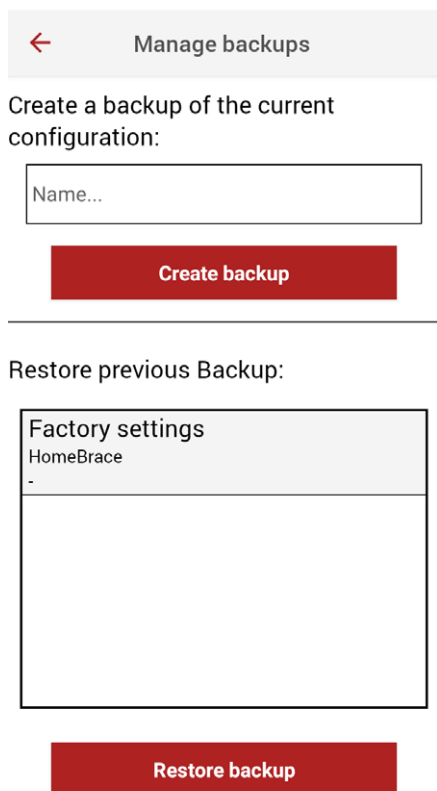 Manage backups
Create a backup of the current
configuration:
Name...
Create backup
Restore previous Backup:
Factory settings
HomeBrace
-
Restore backup